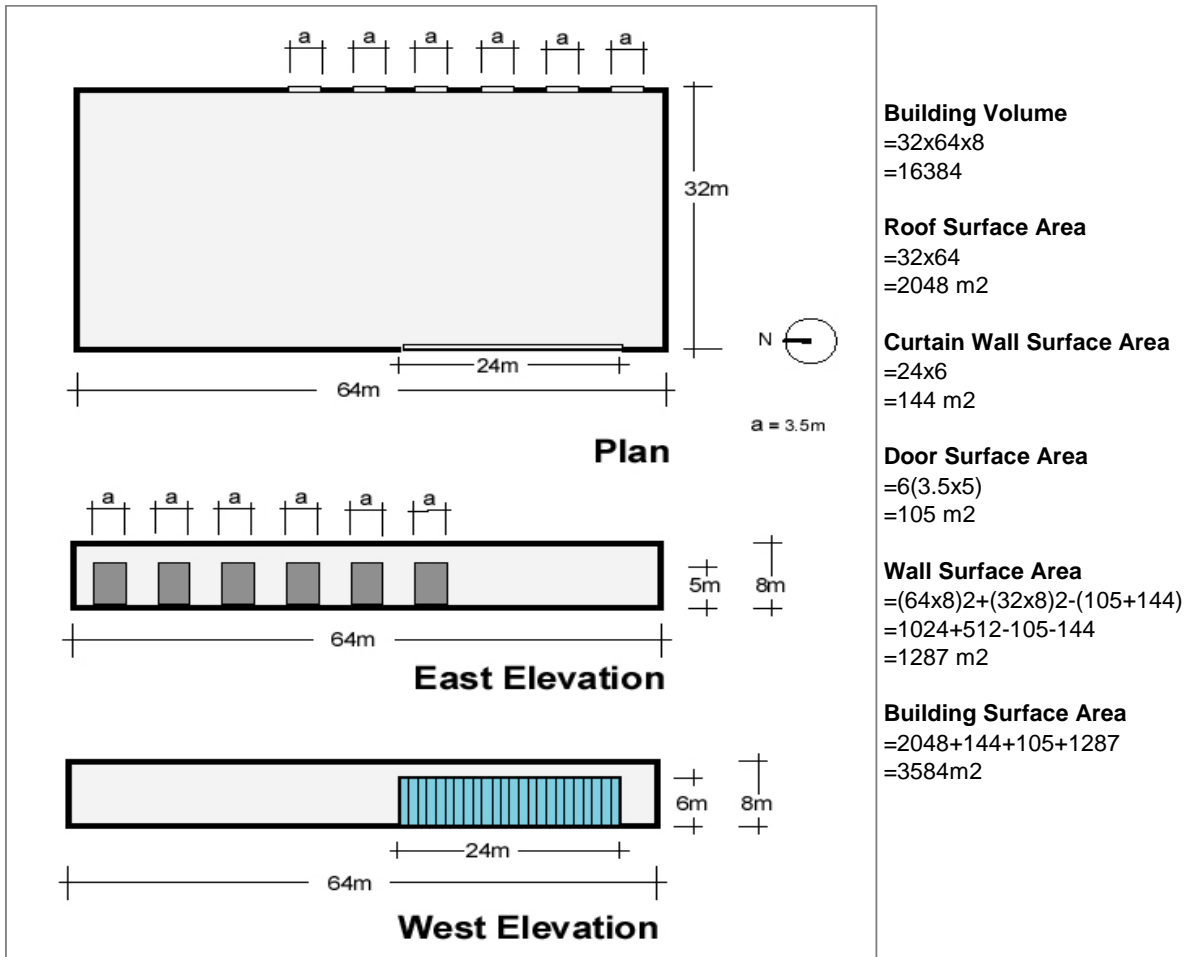 a a a a a a
32m
N
24m
64m
a = 3.5m
Plan
a a a a a a
5m 8m
64m
East Elevation
6m 8m
24m
64m
West Elevation
Building Volume
=32x64x8
=16384
Roof Surface Area
=32x64
=2048 m2
Curtain Wall Surface Area
=24x6
=144 m2
Door Surface Area
=6(3.5x5)
=105 m2
Wall Surface Area
=(64x8)2+(32x8)2-(105+144)
=1024+512-105-144
=1287 m2
Building Surface Area
=2048+144+105+1287
=3584m2